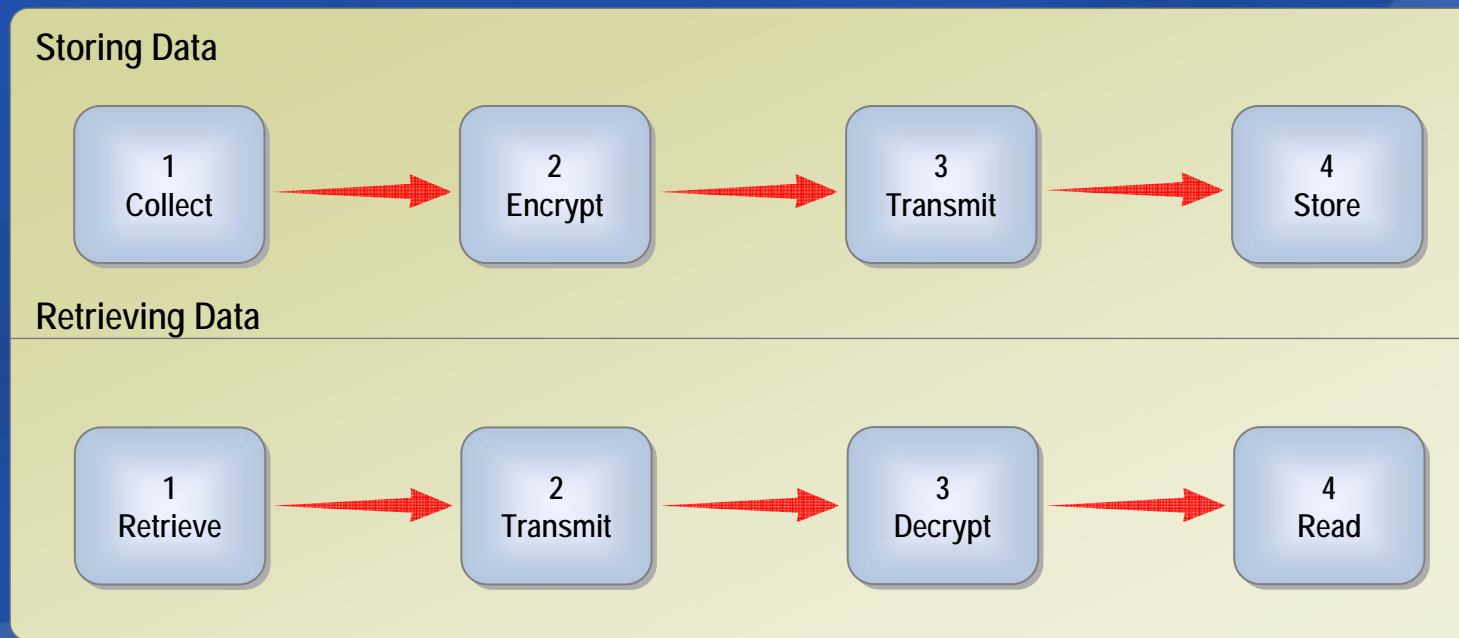 Storing Data
1
Collect
2
Encrypt
3
Transmit
4
Store
Retrieving Data
1
Retrieve
2
Transmit
3
Decrypt
4
Read